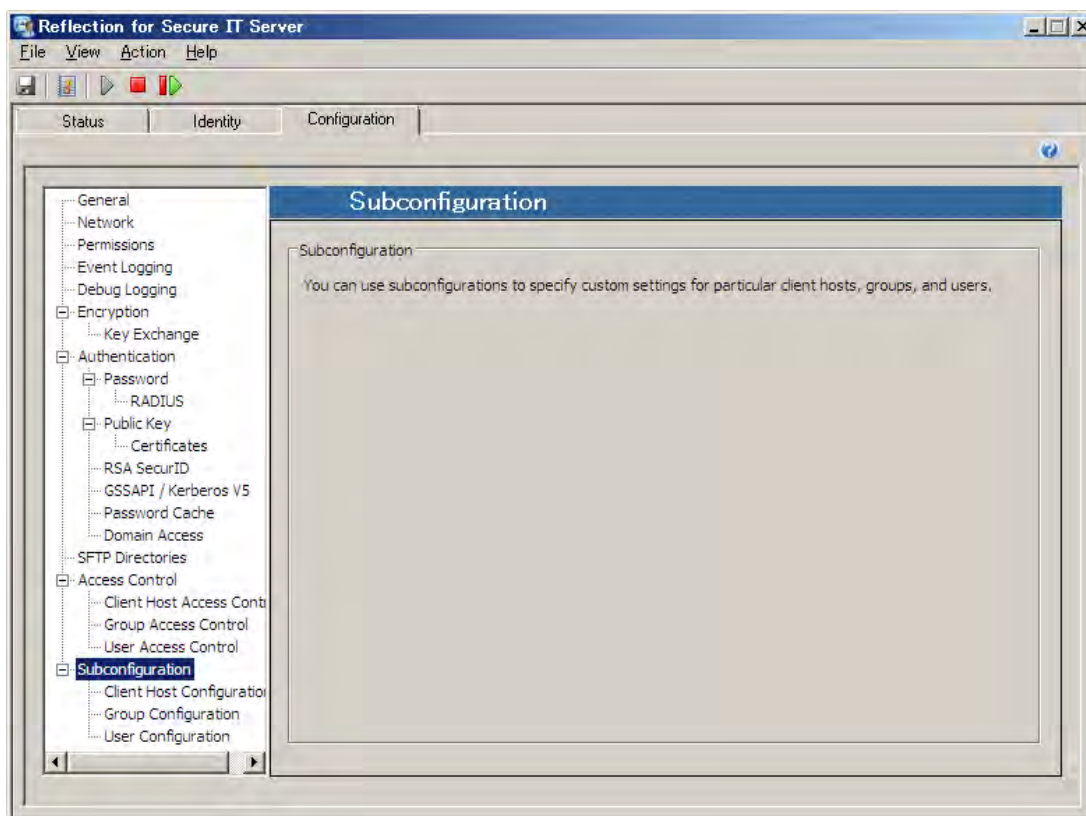 Reflection for Secure IT Server
File View Action Help
Status Identity Configuration
General
Network
Permissions
Event Logging
Debug Logging
Encryption
Key Exchange
Authentication
Password
RADIUS
Public Key
Certificates
RSA SecurID
GSSAPI / Kerberos V5
Password Cache
Domain Access
SFTP Directories
Access Control
Client Host Access Cont
Group Access Control
User Access Control
Subconfiguration
Client Host Configuratio
Group Configuration
User Configuration
Subconfiguration
Subconfiguration
You can use subconfigurations to specify custom settings for particular client hosts, groups, and users.